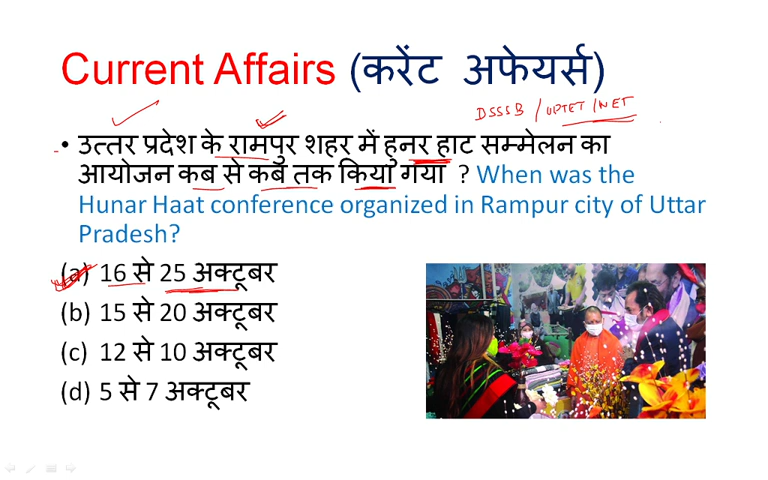 Current Affairs (करेंट अफेयर्स)
DSSSB / UPTET / NET
• उत्तर प्रदेश के रामपुर शहर में हुनर हाट सम्मेलन का
आयोजन कब से कब तक किया गया ? When was the
Hunar Haat conference organized in Rampur city of Uttar
Pradesh?
(a) 16 से 25 अक्टूबर
(b) 15 से 20 अक्टूबर
(c) 12 से 10 अक्टूबर
(d) 5 से 7 अक्टूबर